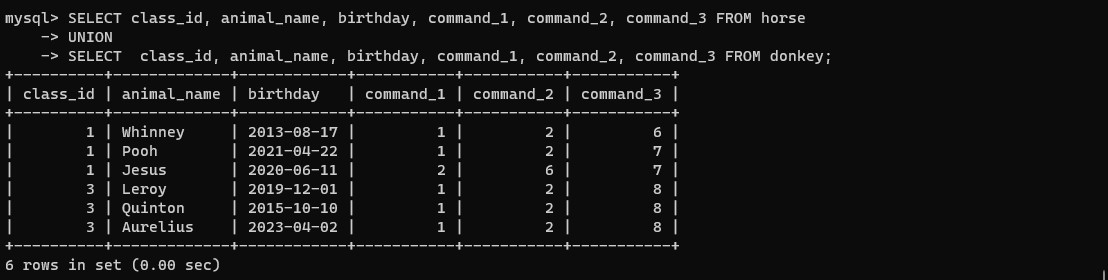 mysql> SELECT class_id, animal_name, birthday, command_1, command_2, command_3 FROM horse
    -> UNION
    -> SELECT  class_id, animal_name, birthday, command_1, command_2, command_3 FROM donkey;
+----------+-------------+------------+-----------+-----------+-----------+
| class_id | animal_name | birthday   | command_1 | command_2 | command_3 |
+----------+-------------+------------+-----------+-----------+-----------+
|        1 | Whinney     | 2013-08-17 |         1 |         2 |         6 |
|        1 | Pooh        | 2021-04-22 |         1 |         2 |         7 |
|        1 | Jesus       | 2020-06-11 |         2 |         6 |         7 |
|        3 | Leroy       | 2019-12-01 |         1 |         2 |         8 |
|        3 | Quinton     | 2015-10-10 |         1 |         2 |         8 |
|        3 | Aurelius    | 2023-04-02 |         1 |         2 |         8 |
+----------+-------------+------------+-----------+-----------+-----------+
6 rows in set (0.00 sec)